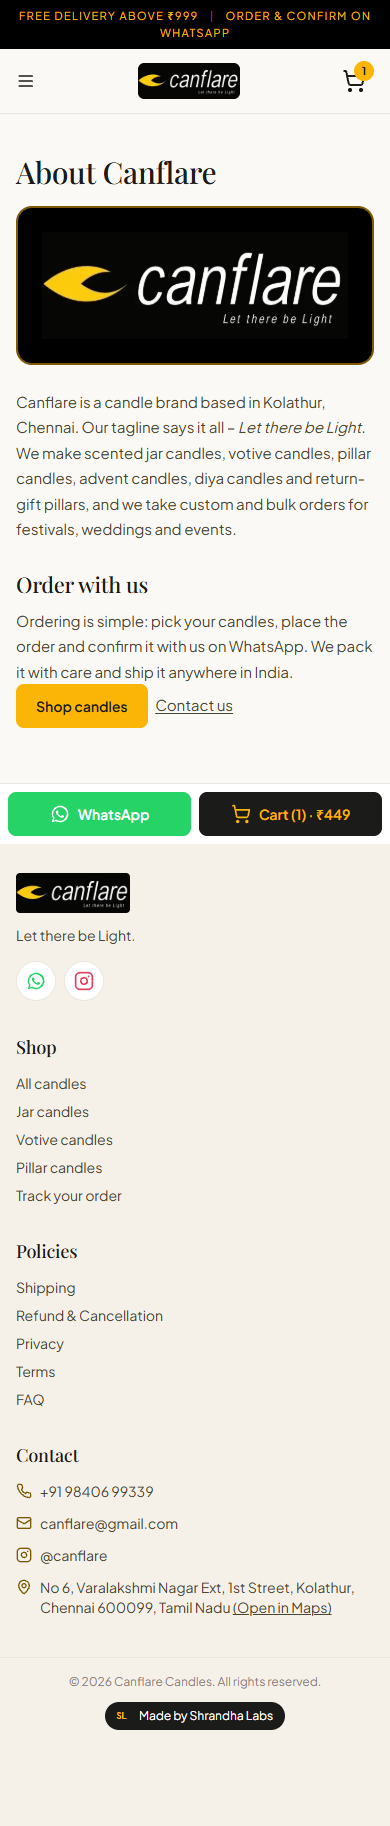 FREE DELIVERY ABOVE ₹999 | ORDER & CONFIRM ON
WHATSAPP
canflare
Let there be Light
1
About Canflare
canflare
Let there be Light
Canflare is a candle brand based in Kolathur,
Chennai. Our tagline says it all – Let there be Light.
We make scented jar candles, votive candles, pillar
candles, advent candles, diya candles and return-
gift pillars, and we take custom and bulk orders for
festivals, weddings and events.
Order with us
Ordering is simple: pick your candles, place the
order and confirm it with us on WhatsApp. We pack
it with care and ship it anywhere in India.
Shop candles Contact us
WhatsApp Cart (1) · ₹449
canflare
Let there be Light
Let there be Light.
Shop
All candles
Jar candles
Votive candles
Pillar candles
Track your order
Policies
Shipping
Refund & Cancellation
Privacy
Terms
FAQ
Contact
+91 98406 99339
canflare@gmail.com
@canflare
No 6, Varalakshmi Nagar Ext, 1st Street, Kolathur,
Chennai 600099, Tamil Nadu (Open in Maps)
© 2026 Canflare Candles. All rights reserved.
SL Made by Shrandha Labs